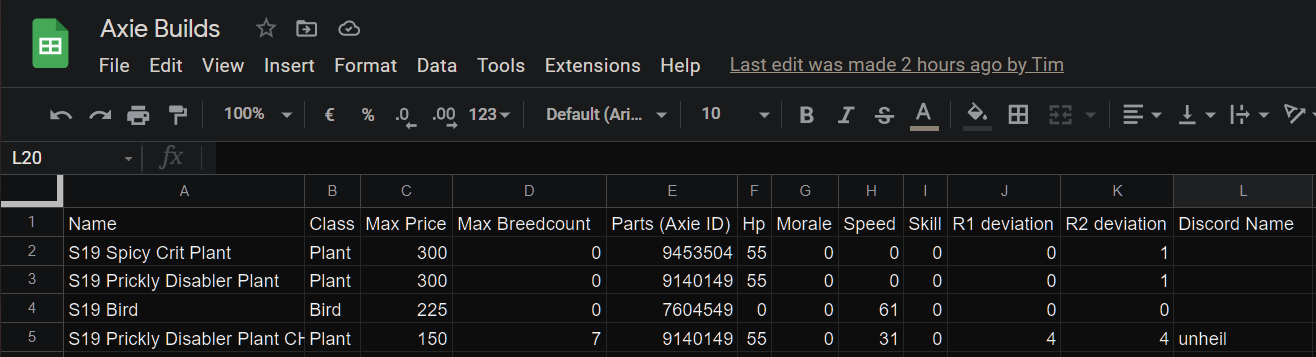 Axie Builds
File Edit View Insert Format Data Tools Extensions Help Last edit was made 2 hours ago by Tim
100% € % .0 .00 123 Default (Ari... 10 B I S A
L20 fx
A B C D E F G H I J K L
1 Name Class Max Price Max Breedcount Parts (Axie ID) Hp Morale Speed Skill R1 deviation R2 deviation Discord Name
2 S19 Spicy Crit Plant Plant 300 0 9453504 55 0 0 0 0 1
3 S19 Prickly Disabler Plant Plant 300 0 9140149 55 0 0 0 0 1
4 S19 Bird Bird 225 0 7604549 0 0 61 0 0 0
5 S19 Prickly Disabler Plant CH Plant 150 7 9140149 55 0 31 0 4 4 unheil